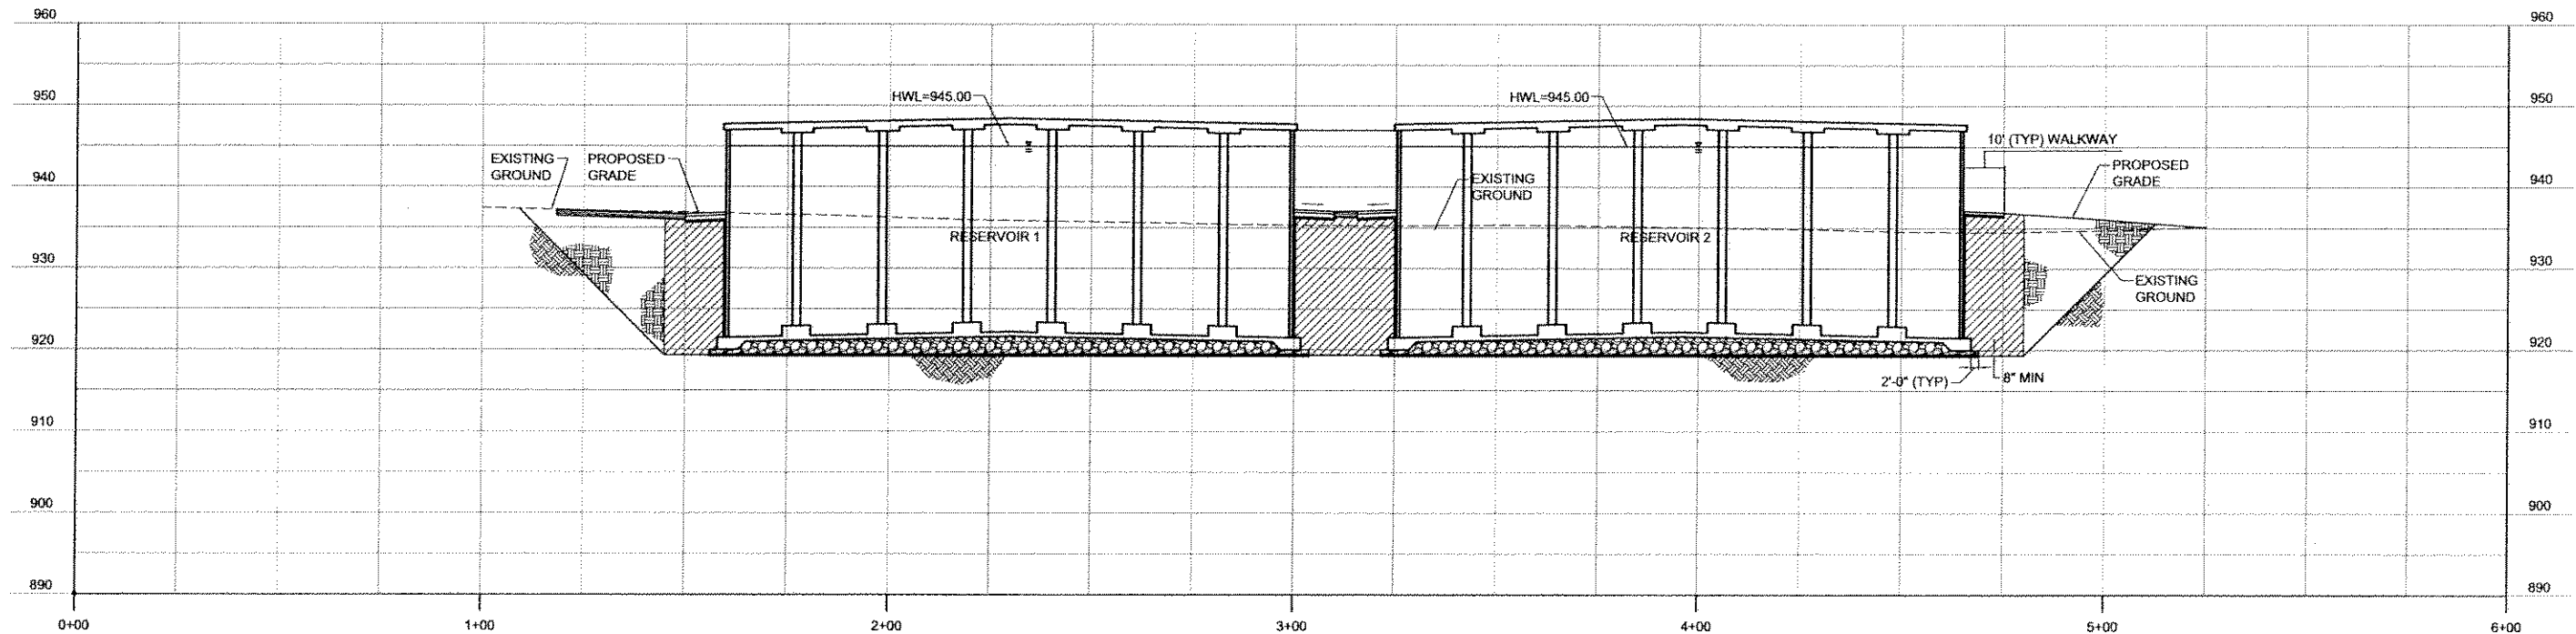 960
960
950
HWL=945.00
HWL=945.00
950
10' (TYP) WALKWAY
EXISTING
GROUND
PROPOSED
GRADE
EXISTING
GROUND
PROPOSED
GRADE
940
940
RESERVOIR 1
RESERVOIR 2
930
930
EXISTING
GROUND
920
920
2'-0" (TYP)
8" MIN
910
910
900
900
890
890
0+00
1+00
2+00
3+00
4+00
5+00
6+00